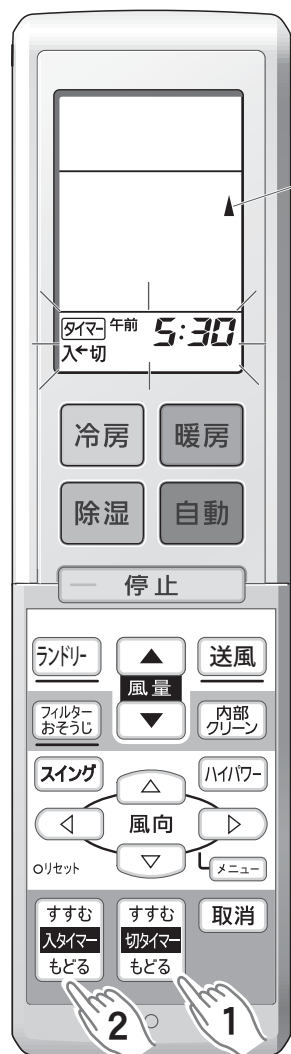 タイマー 午前 5:30
入←切
冷房 暖房
除湿 自動
停止
ランドリー 風量 送風
フィルター
おそうじ
内部
クリーン
スイング ハイパワー
風向
リセット メニュー
すすむ すすむ 取消
入タイマー 切タイマー
もどる もどる
2 1